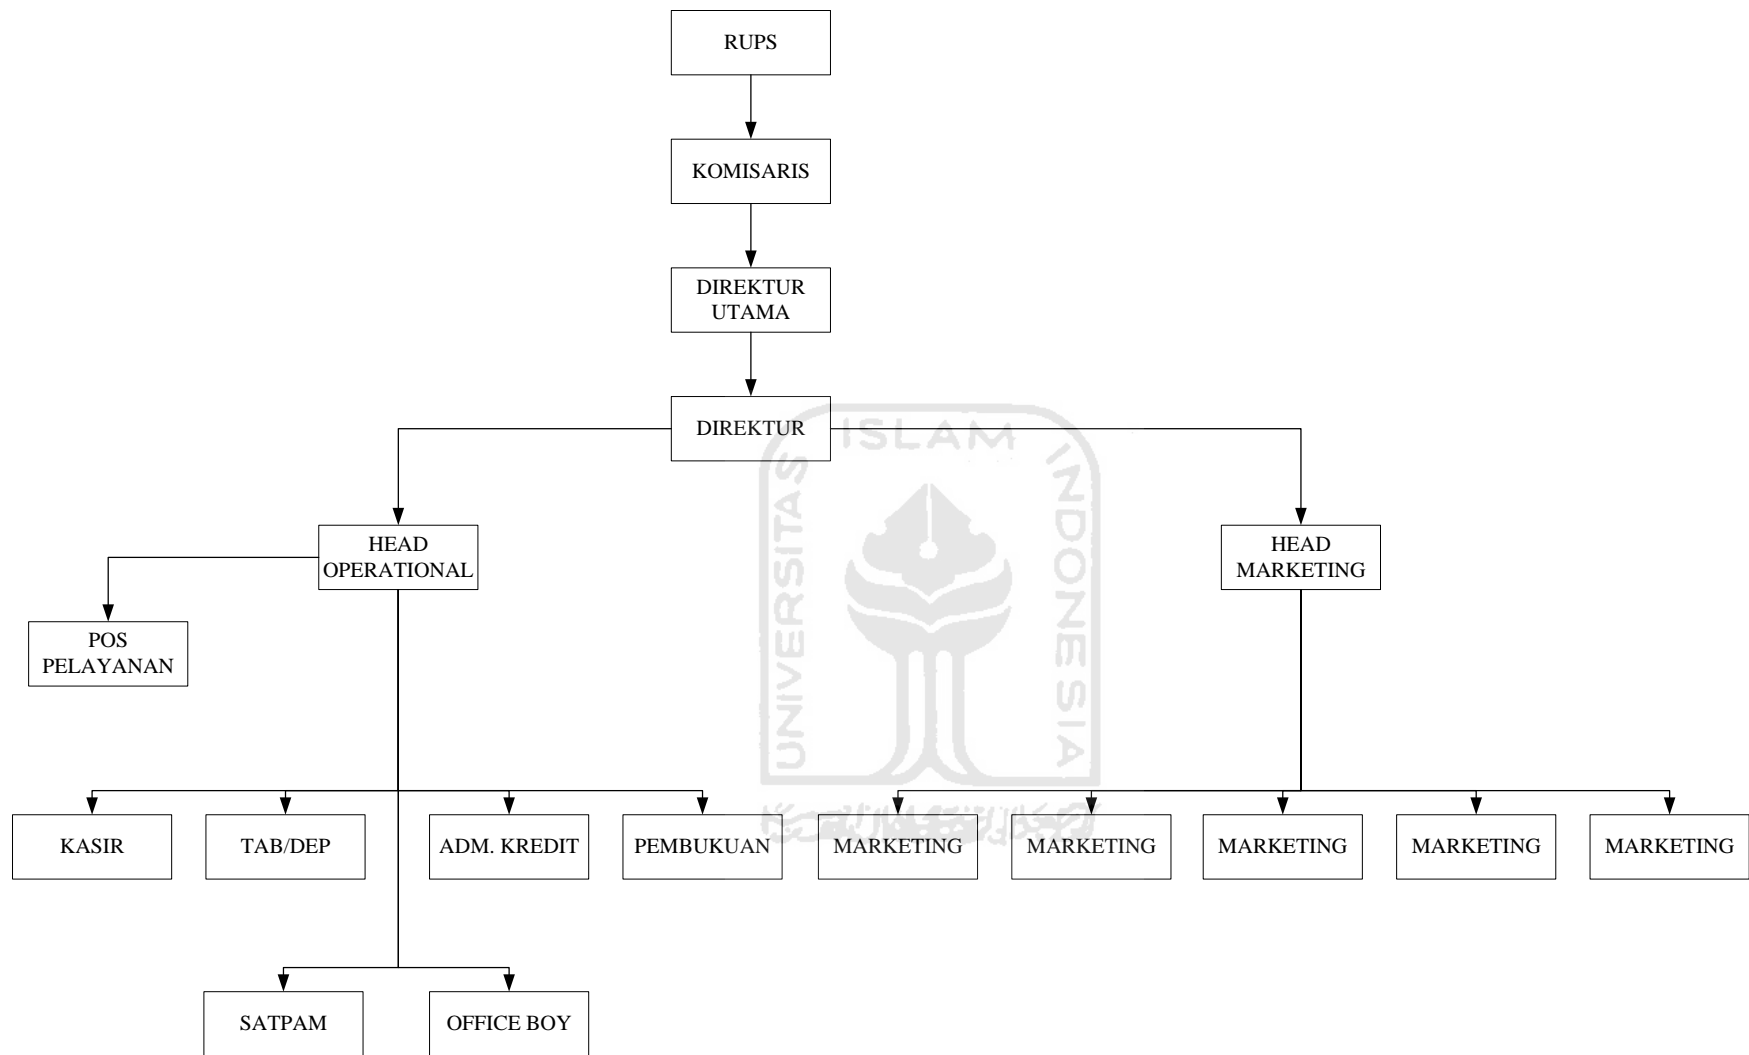 RUPS
KOMISARIS
DIREKTUR
UTAMA
DIREKTUR
UNIVERSITAS
ISLAM
INDONESIA
HEAD
OPERATIONAL
HEAD
MARKETING
POS
PELAYANAN
KASIR
TAB/DEP
ADM. KREDIT
PEMBUKUAN
MARKETING
MARKETING
MARKETING
MARKETING
MARKETING
SATPAM
OFFICE BOY